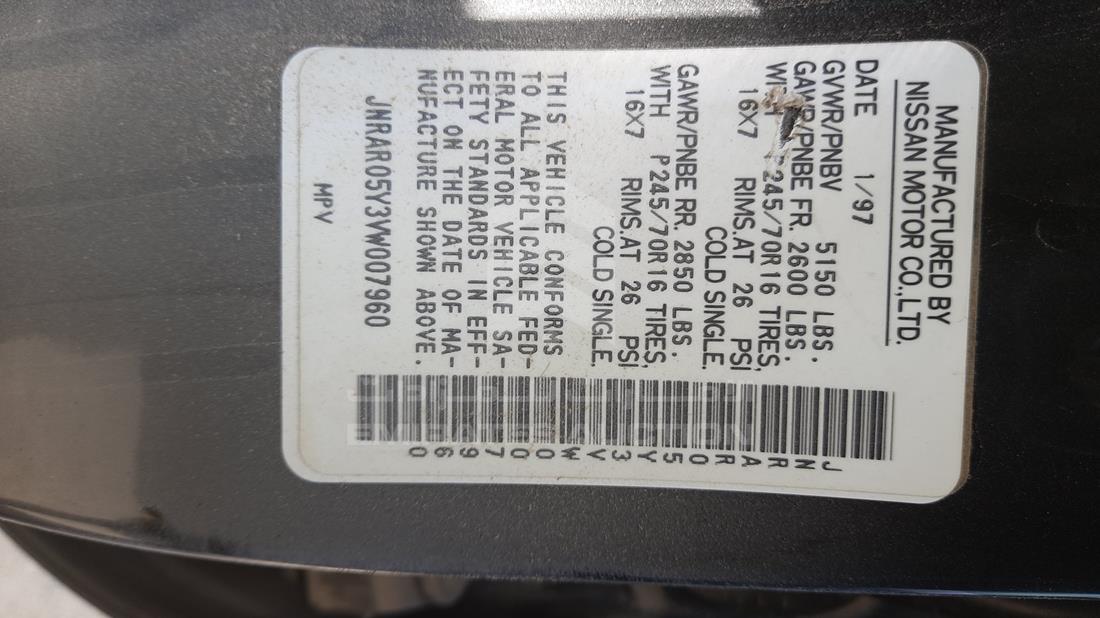 MANUFACTURED BY
NISSAN MOTOR CO.,LTD.
DATE 1/97
GVWR/PNBV 5150 LBS.
GAWR/PNBE FR. 2600 LBS.
245/70R16 TIRES,
16X7 RIMS.AT 26 PSI
COLD SINGLE.
GAWR/PNBE RR. 2850 LBS.
WITH P245/70R16 TIRES,
16X7 RIMS.AT 26 PSI
COLD SINGLE.
THIS VEHICLE CONFORMS
TO ALL APPLICABLE FED-
ERAL MOTOR VEHICLE SA-
FETY STANDARDS IN EFF-
ECT ON THE DATE OF MA-
NUFACTURE SHOWN ABOVE.
JNRAR05Y3VW007960
MPV
JNRAR05Y3VW007960